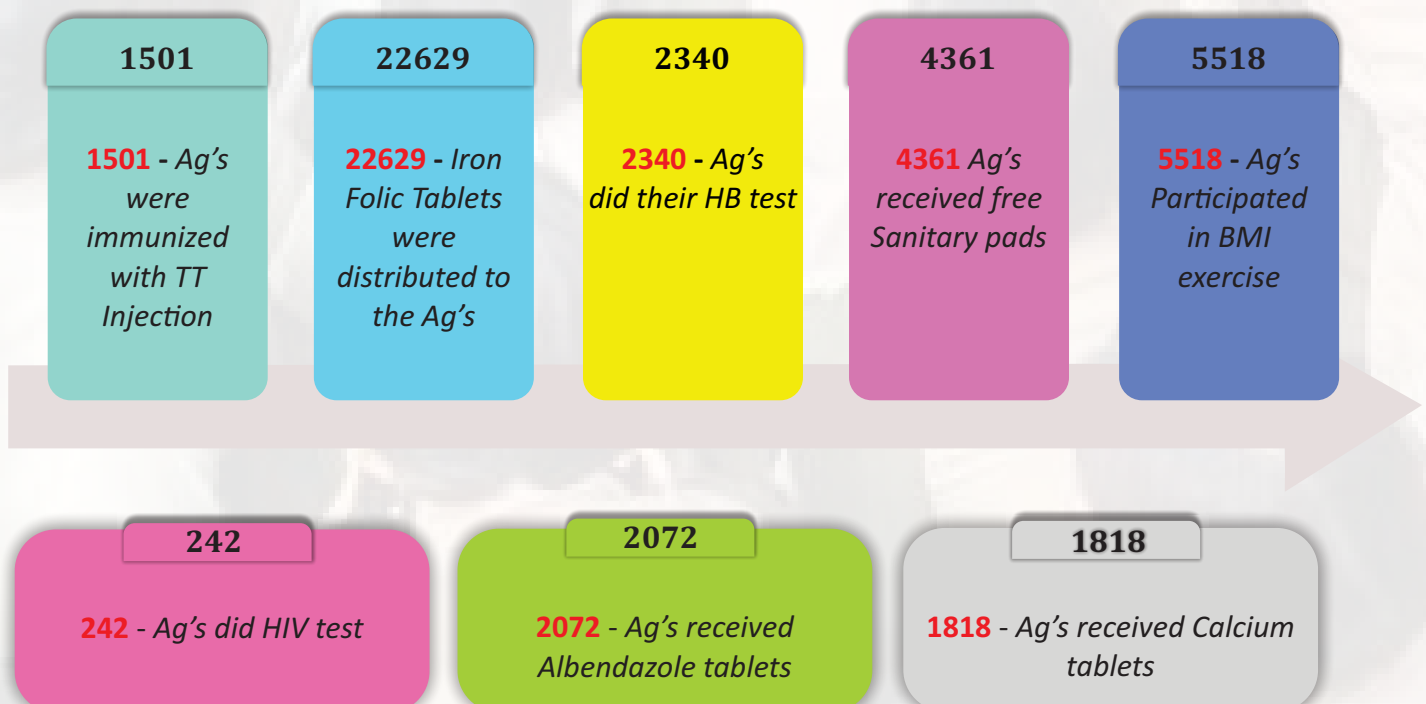 1501
1501 - Ag’s
were
immunized
with TT
Injection
22629
22629 - Iron
Folic Tablets
were
distributed to
the Ag’s
2340
2340 - Ag’s
did their HB test
4361
4361 Ag’s
received free
Sanitary pads
5518
5518 - Ag’s
Participated
in BMI
exercise
242
242 - Ag’s did HIV test
2072
2072 - Ag’s received
Albendazole tablets
1818
1818 - Ag’s received Calcium
tablets